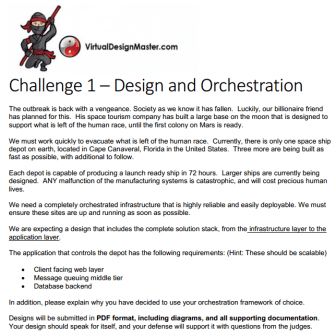 VirtualDesignMaster.com
Challenge 1 – Design and Orchestration
The outbreak is back with a vengeance. Society as we know it has fallen. Luckily, our billionaire friend
has planned for this. His space tourism company has built a large base on the moon that is designed to
support what is left of the human race, until the first colony on Mars is ready.
We must work quickly to evacuate what is left of the human race. Currently, there is only one space ship
depot on earth, located in Cape Canaveral, Florida in the United States. Three more are being built as
fast as possible, with additional to follow.
Each depot is capable of producing a launch ready ship in 72 hours. Larger ships are currently being
designed. ANY malfunction of the manufacturing systems is catastrophic, and will cost precious human
lives.
We need a completely orchestrated infrastructure that is highly reliable and easily deployable. We must
ensure these sites are up and running as soon as possible.
We are expecting a design that includes the complete solution stack, from the infrastructure layer to the
application layer.
The application that controls the depot has the following requirements: (Hint: These should be scalable)
• Client facing web layer
• Message queuing middle tier
• Database backend
In addition, please explain why you have decided to use your orchestration framework of choice.
Designs will be submitted in PDF format, including diagrams, and all supporting documentation.
Your design should speak for itself, and your defense will support it with questions from the judges.